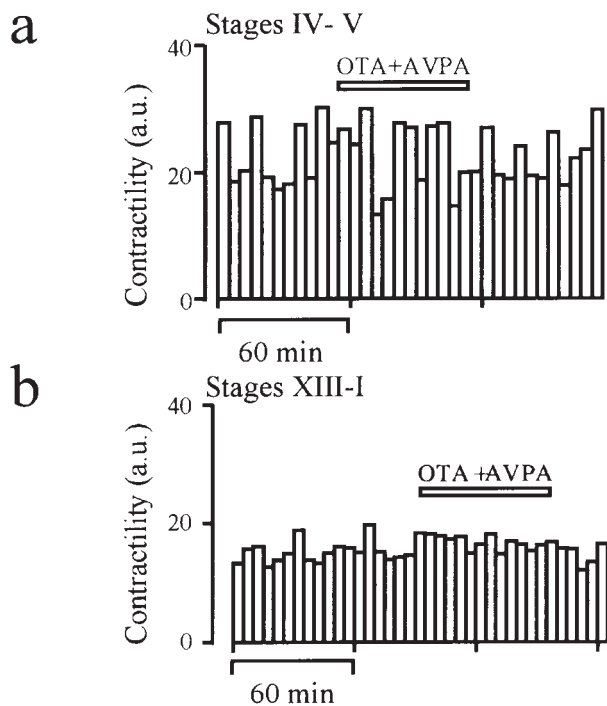 a
Stages IV- V
40
OTA+AVPA
Contractility (a.u.)
20
0
60 min
b
Stages XIII-I
40
OTA +AVPA
Contractility (a.u.)
20
0
60 min